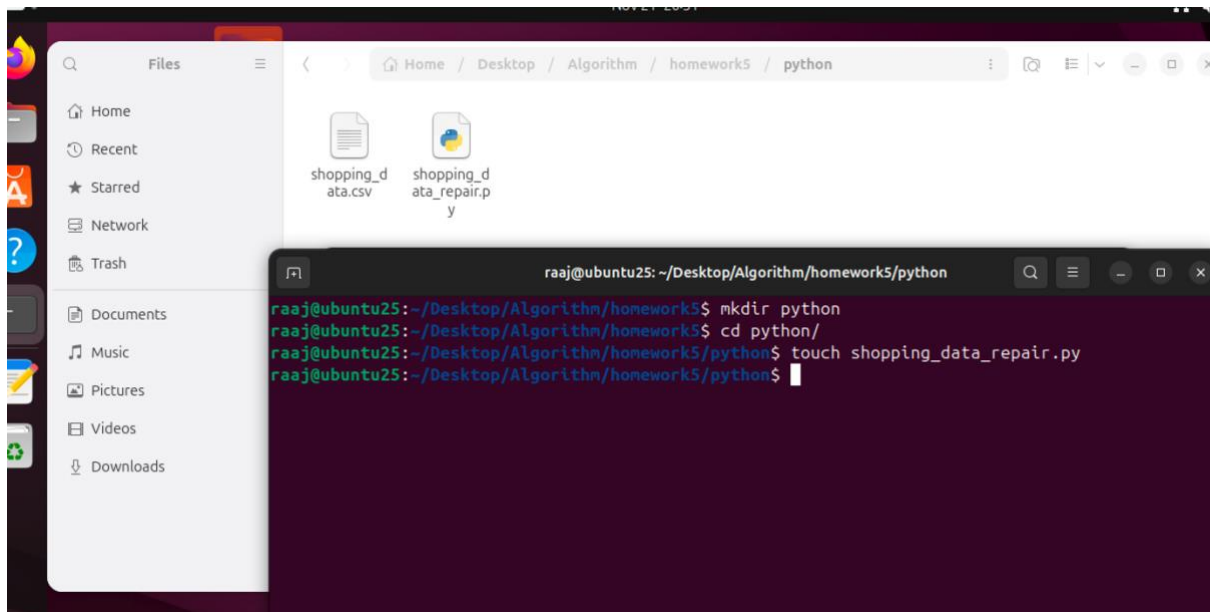 Files
Home / Desktop / Algorithm / homework5 / python
Home
Recent
Starred
Network
Trash
Documents
Music
Pictures
Videos
Downloads
shopping_d
ata.csv
shopping_d
ata_repair.p
y
raaj@ubuntu25: ~/Desktop/Algorithm/homework5/python
raaj@ubuntu25:~/Desktop/Algorithm/homework5$ mkdir python
raaj@ubuntu25:~/Desktop/Algorithm/homework5$ cd python/
raaj@ubuntu25:~/Desktop/Algorithm/homework5/python$ touch shopping_data_repair.py
raaj@ubuntu25:~/Desktop/Algorithm/homework5/python$